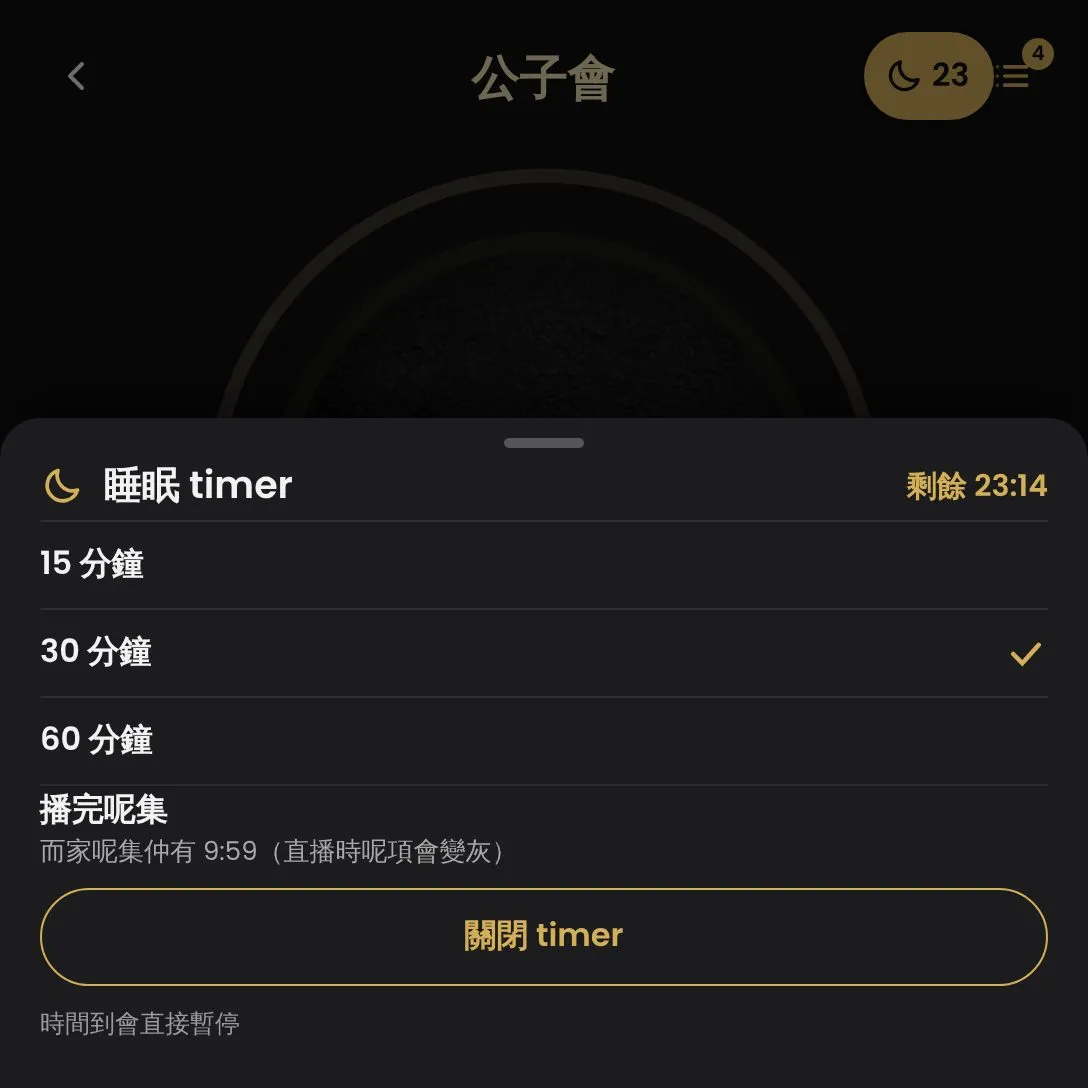 公子會
23
4
睡眠 timer
剩餘 23:14
15 分鐘
30 分鐘
60 分鐘
播完呢集
而家呢集仲有 9:59（直播時呢項會變灰）
關閉 timer
時間到會直接暫停